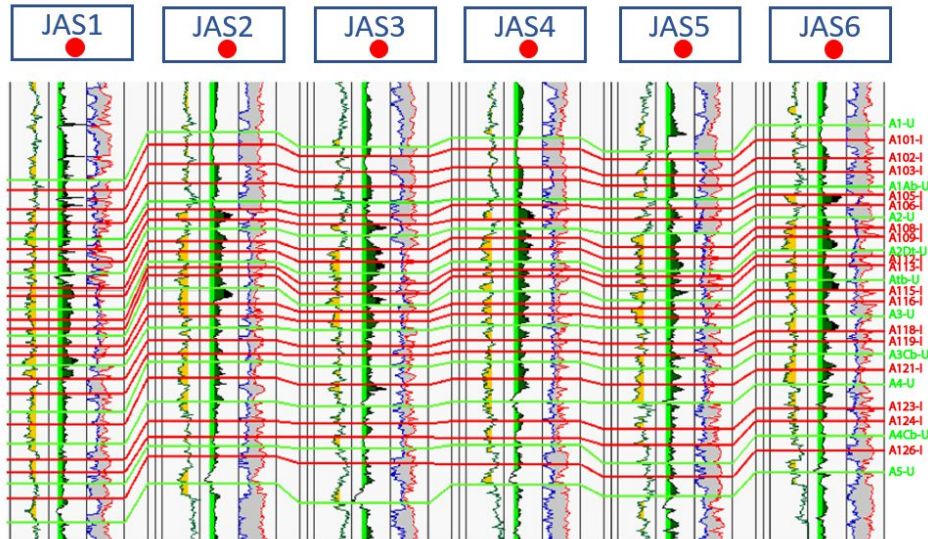 JAS1
JAS2
JAS3
JAS4
JAS5
JAS6
A1-U
A101-I
A102-I
A103-I
A1Ab-U
A105-I
A106-I
A2-U
A108-I
A109-I
A2Dt-U
A112-I
A113-I
Atb-U
A115-I
A116-I
A3-U
A118-I
A119-I
A3Cb-U
A121-I
A4-U
A123-I
A124-I
A4Cb-U
A126-I
A5-U